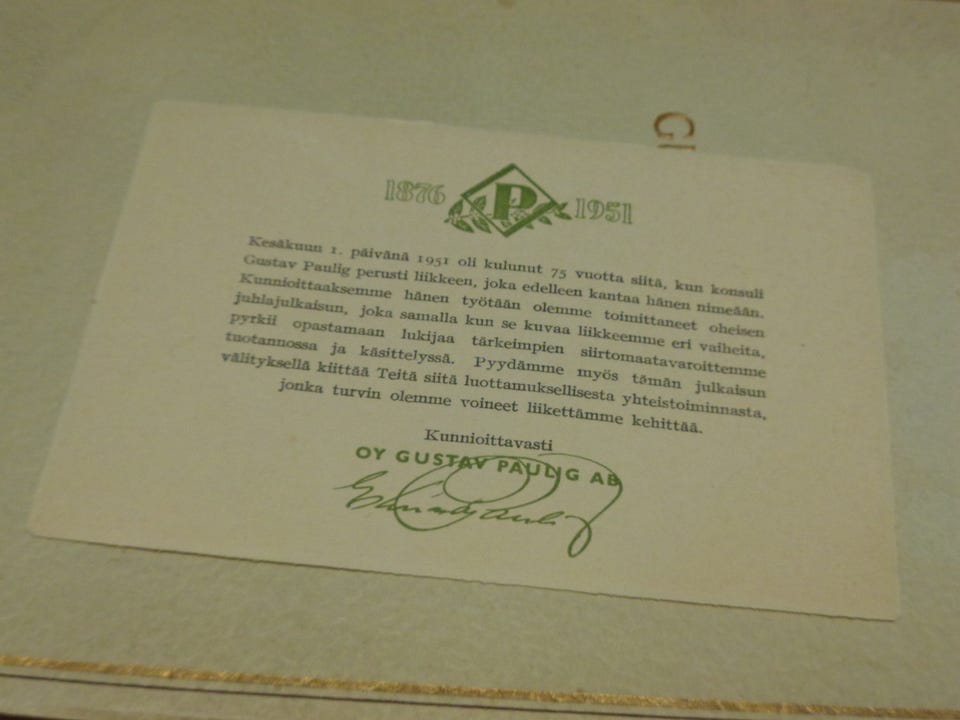 GU
1876 P 1951
Kesäkuun 1. päivänä 1951 oli kulunut 75 vuotta siitä, kun konsuli
Gustav Paulig perusti liikkeen, joka edelleen kantaa hänen nimeään.
Kunnioittaaksemme hänen työtään olemme toimittaneet oheisen
juhlajulkaisun, joka samalla kun se kuvaa liikkeemme eri vaiheita,
pyrkii opastamaan lukijaa tärkeimpien siirtomaatavaroittemme
tuotannossa ja käsittelyssä. Pyydämme myös tämän julkaisun
välityksellä kiittää Teitä siitä luottamuksellisesta yhteistoiminnasta,
jonka turvin olemme voineet liikettämme kehittää.
Kunnioittavasti
OY GUSTAV PAULIG AB